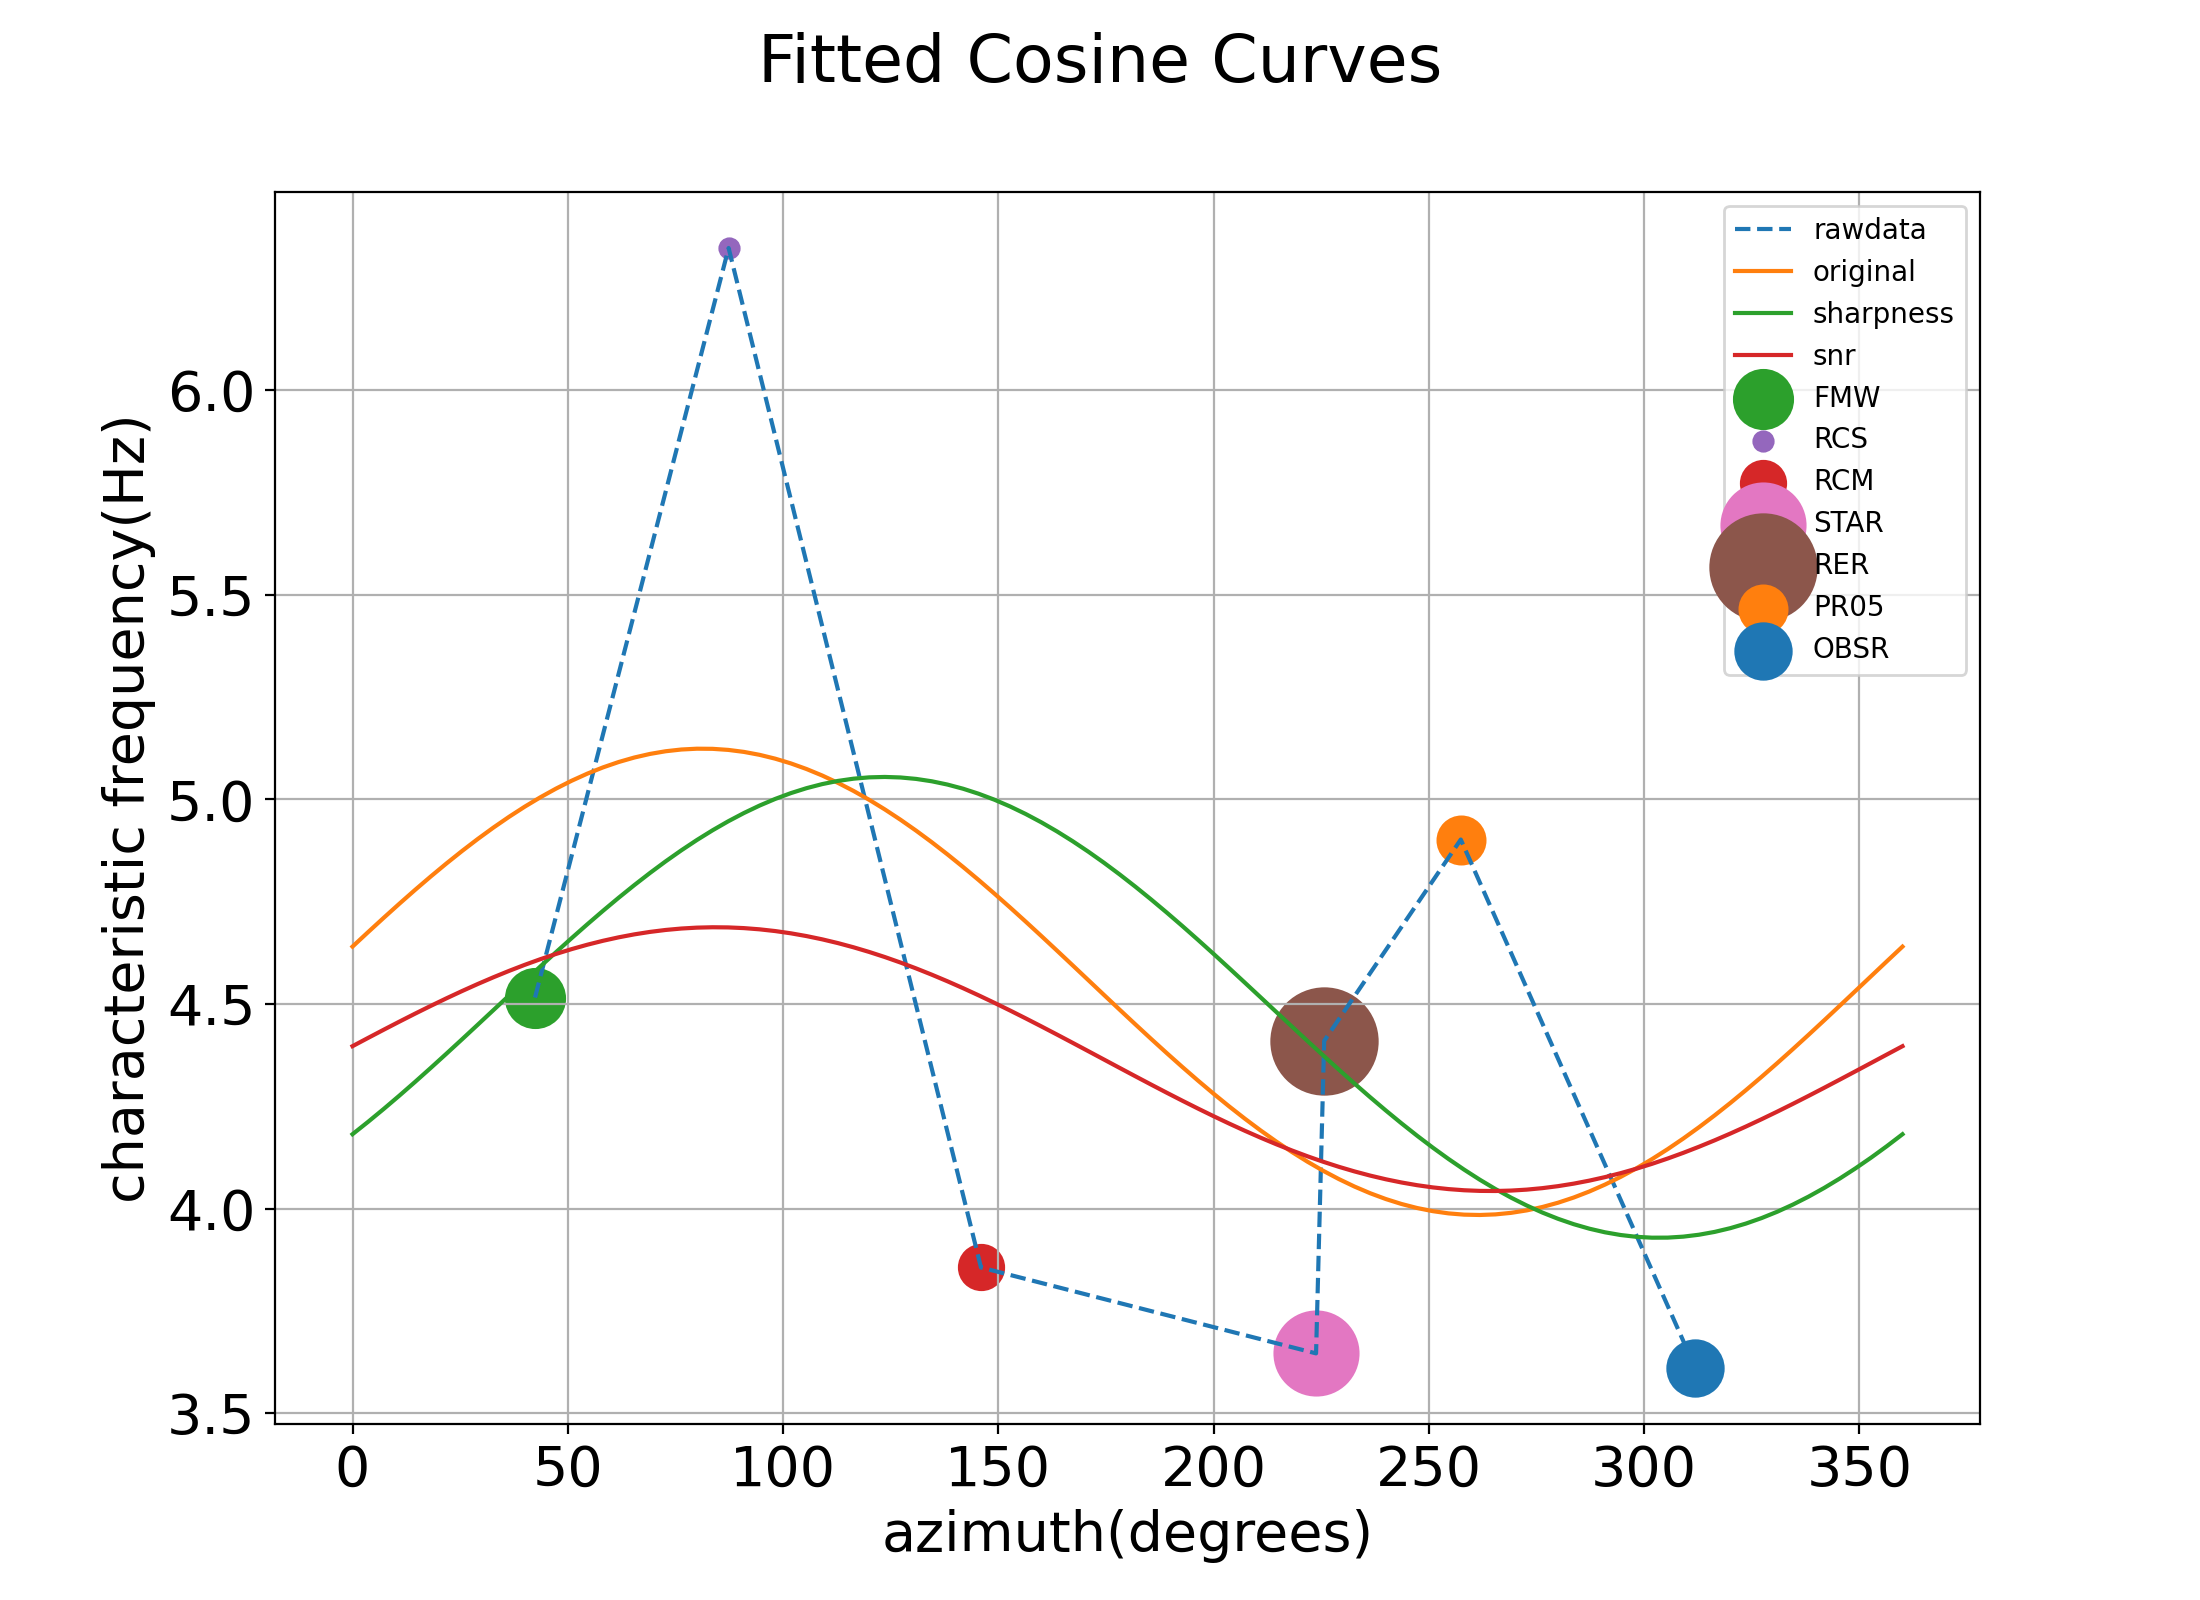 Fitted Cosine Curves
characteristic frequency(Hz)
6.0
5.5
5.0
4.5
4.0
3.5
0 50 100 150 200 250 300 350
azimuth(degrees)
rawdata
original
sharpness
snr
FMW
RCS
RCM
STAR
RER
PR05
OBSR